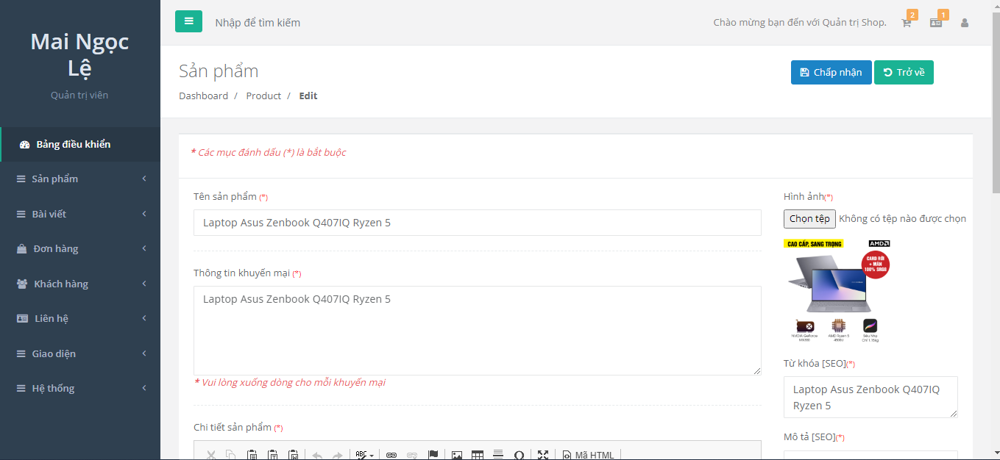 Mai Ngọc
Lệ
Quản trị viên
Bảng điều khiển
Sản phẩm
Bài viết
Đơn hàng
Khách hàng
Liên hệ
Giao diện
Hệ thống
Nhập để tìm kiếm
Chào mừng bạn đến với Quản trị Shop.
2
1
Sản phẩm
Dashboard / Product / Edit
Chấp nhận
Trở về
* Các mục đánh dấu (*) là bắt buộc
Tên sản phẩm (*)
Laptop Asus Zenbook Q407IQ Ryzen 5
Thông tin khuyến mại (*)
Laptop Asus Zenbook Q407IQ Ryzen 5
* Vui lòng xuống dòng cho mỗi khuyến mại
Chi tiết sản phẩm (*)
ABC
Mã HTML
Hình ảnh(*)
Chọn tệp Không có tệp nào được chọn
CAO CẤP, SANG TRỌNG
AMD
CARD RỜI
+ MÀN
100% SRGB
NVIDIA GeForce
MX350
AMD Ryzen 5
4500U
Siêu Nhẹ
Chỉ 1.15kg
Từ khóa [SEO](*)
Laptop Asus Zenbook Q407IQ
Ryzen 5
Mô tả [SEO](*)